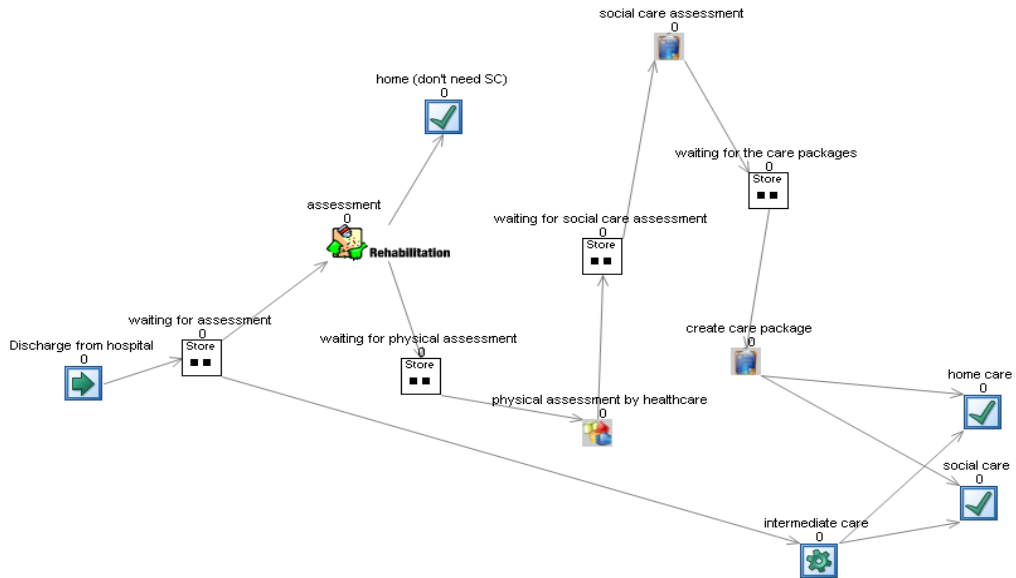 social care assessment
0
home (don't need SC)
0
waiting for the care packages
0
Store
assessment
0
Rehabilitation
waiting for social care assessment
0
Store
waiting for assessment
0
Store
Discharge from hospital
0
waiting for physical assessment
0
Store
create care package
0
physical assessment by healthcare
0
home care
0
social care
0
intermediate care
0